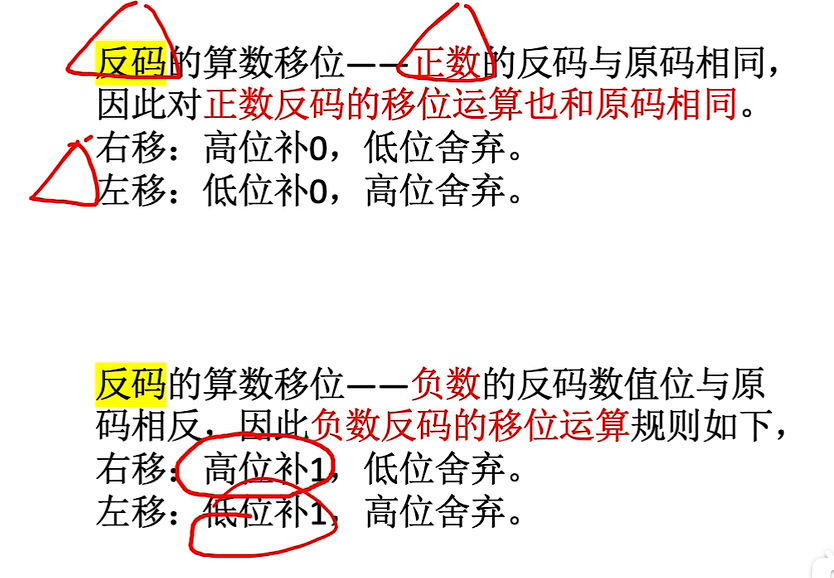 反码的算数移位——正数的反码与原码相同，
因此对正数反码的移位运算也和原码相同。
右移：高位补0，低位舍弃。
左移：低位补0，高位舍弃。
反码的算数移位——负数的反码数值位与原
码相反，因此负数反码的移位运算规则如下，
右移：高位补1，低位舍弃。
左移：低位补1，高位舍弃。